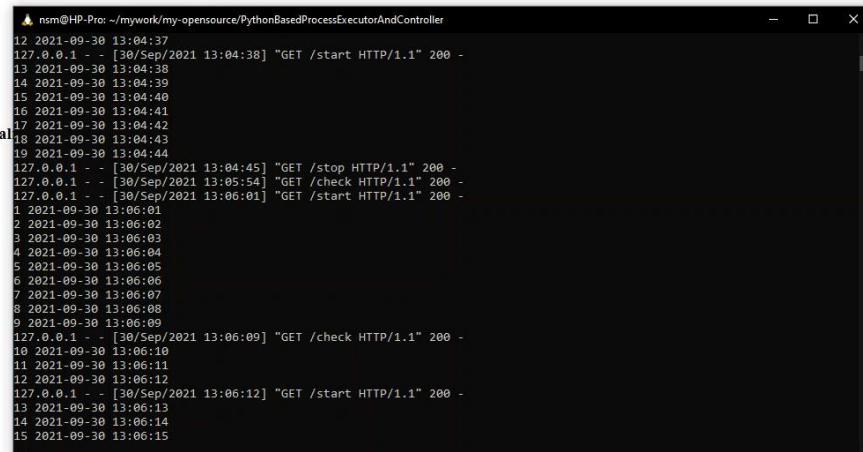 nsm@HP-Pro: ~/mywork/my-opensource/PythonBasedProcessExecutorAndController
12 2021-09-30 13:04:37
127.0.0.1 - - [30/Sep/2021 13:04:38] "GET /start HTTP/1.1" 200 -
13 2021-09-30 13:04:38
14 2021-09-30 13:04:39
15 2021-09-30 13:04:40
16 2021-09-30 13:04:41
17 2021-09-30 13:04:42
18 2021-09-30 13:04:43
19 2021-09-30 13:04:44
127.0.0.1 - - [30/Sep/2021 13:04:45] "GET /stop HTTP/1.1" 200 -
127.0.0.1 - - [30/Sep/2021 13:05:54] "GET /check HTTP/1.1" 200 -
127.0.0.1 - - [30/Sep/2021 13:06:01] "GET /start HTTP/1.1" 200 -
1 2021-09-30 13:06:01
2 2021-09-30 13:06:02
3 2021-09-30 13:06:03
4 2021-09-30 13:06:04
5 2021-09-30 13:06:05
6 2021-09-30 13:06:06
7 2021-09-30 13:06:07
8 2021-09-30 13:06:08
9 2021-09-30 13:06:09
127.0.0.1 - - [30/Sep/2021 13:06:09] "GET /check HTTP/1.1" 200 -
10 2021-09-30 13:06:10
11 2021-09-30 13:06:11
12 2021-09-30 13:06:12
127.0.0.1 - - [30/Sep/2021 13:06:12] "GET /start HTTP/1.1" 200 -
13 2021-09-30 13:06:13
14 2021-09-30 13:06:14
15 2021-09-30 13:06:15